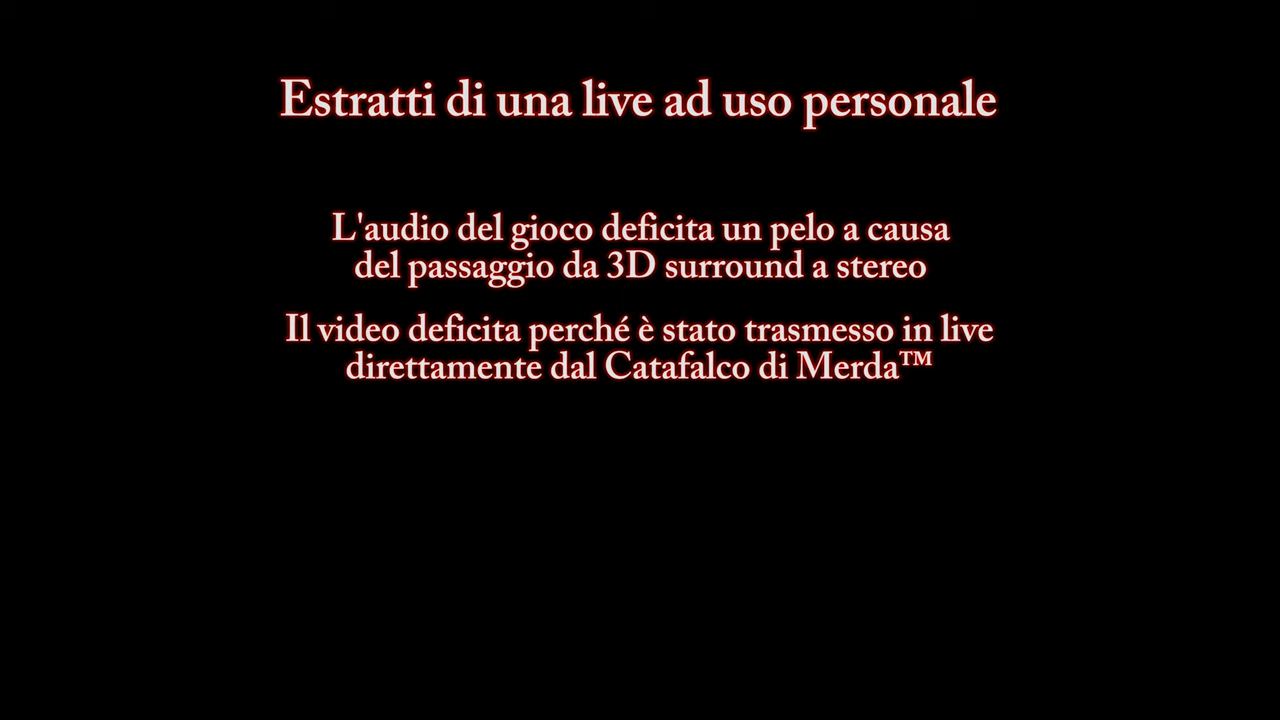 Estratti di una live ad uso personale
L'audio del gioco deficita un pelo a causa
del passaggio da 3D surround a stereo
Il video deficita perché è stato trasmesso in live
direttamente dal Catafalco di Merda™